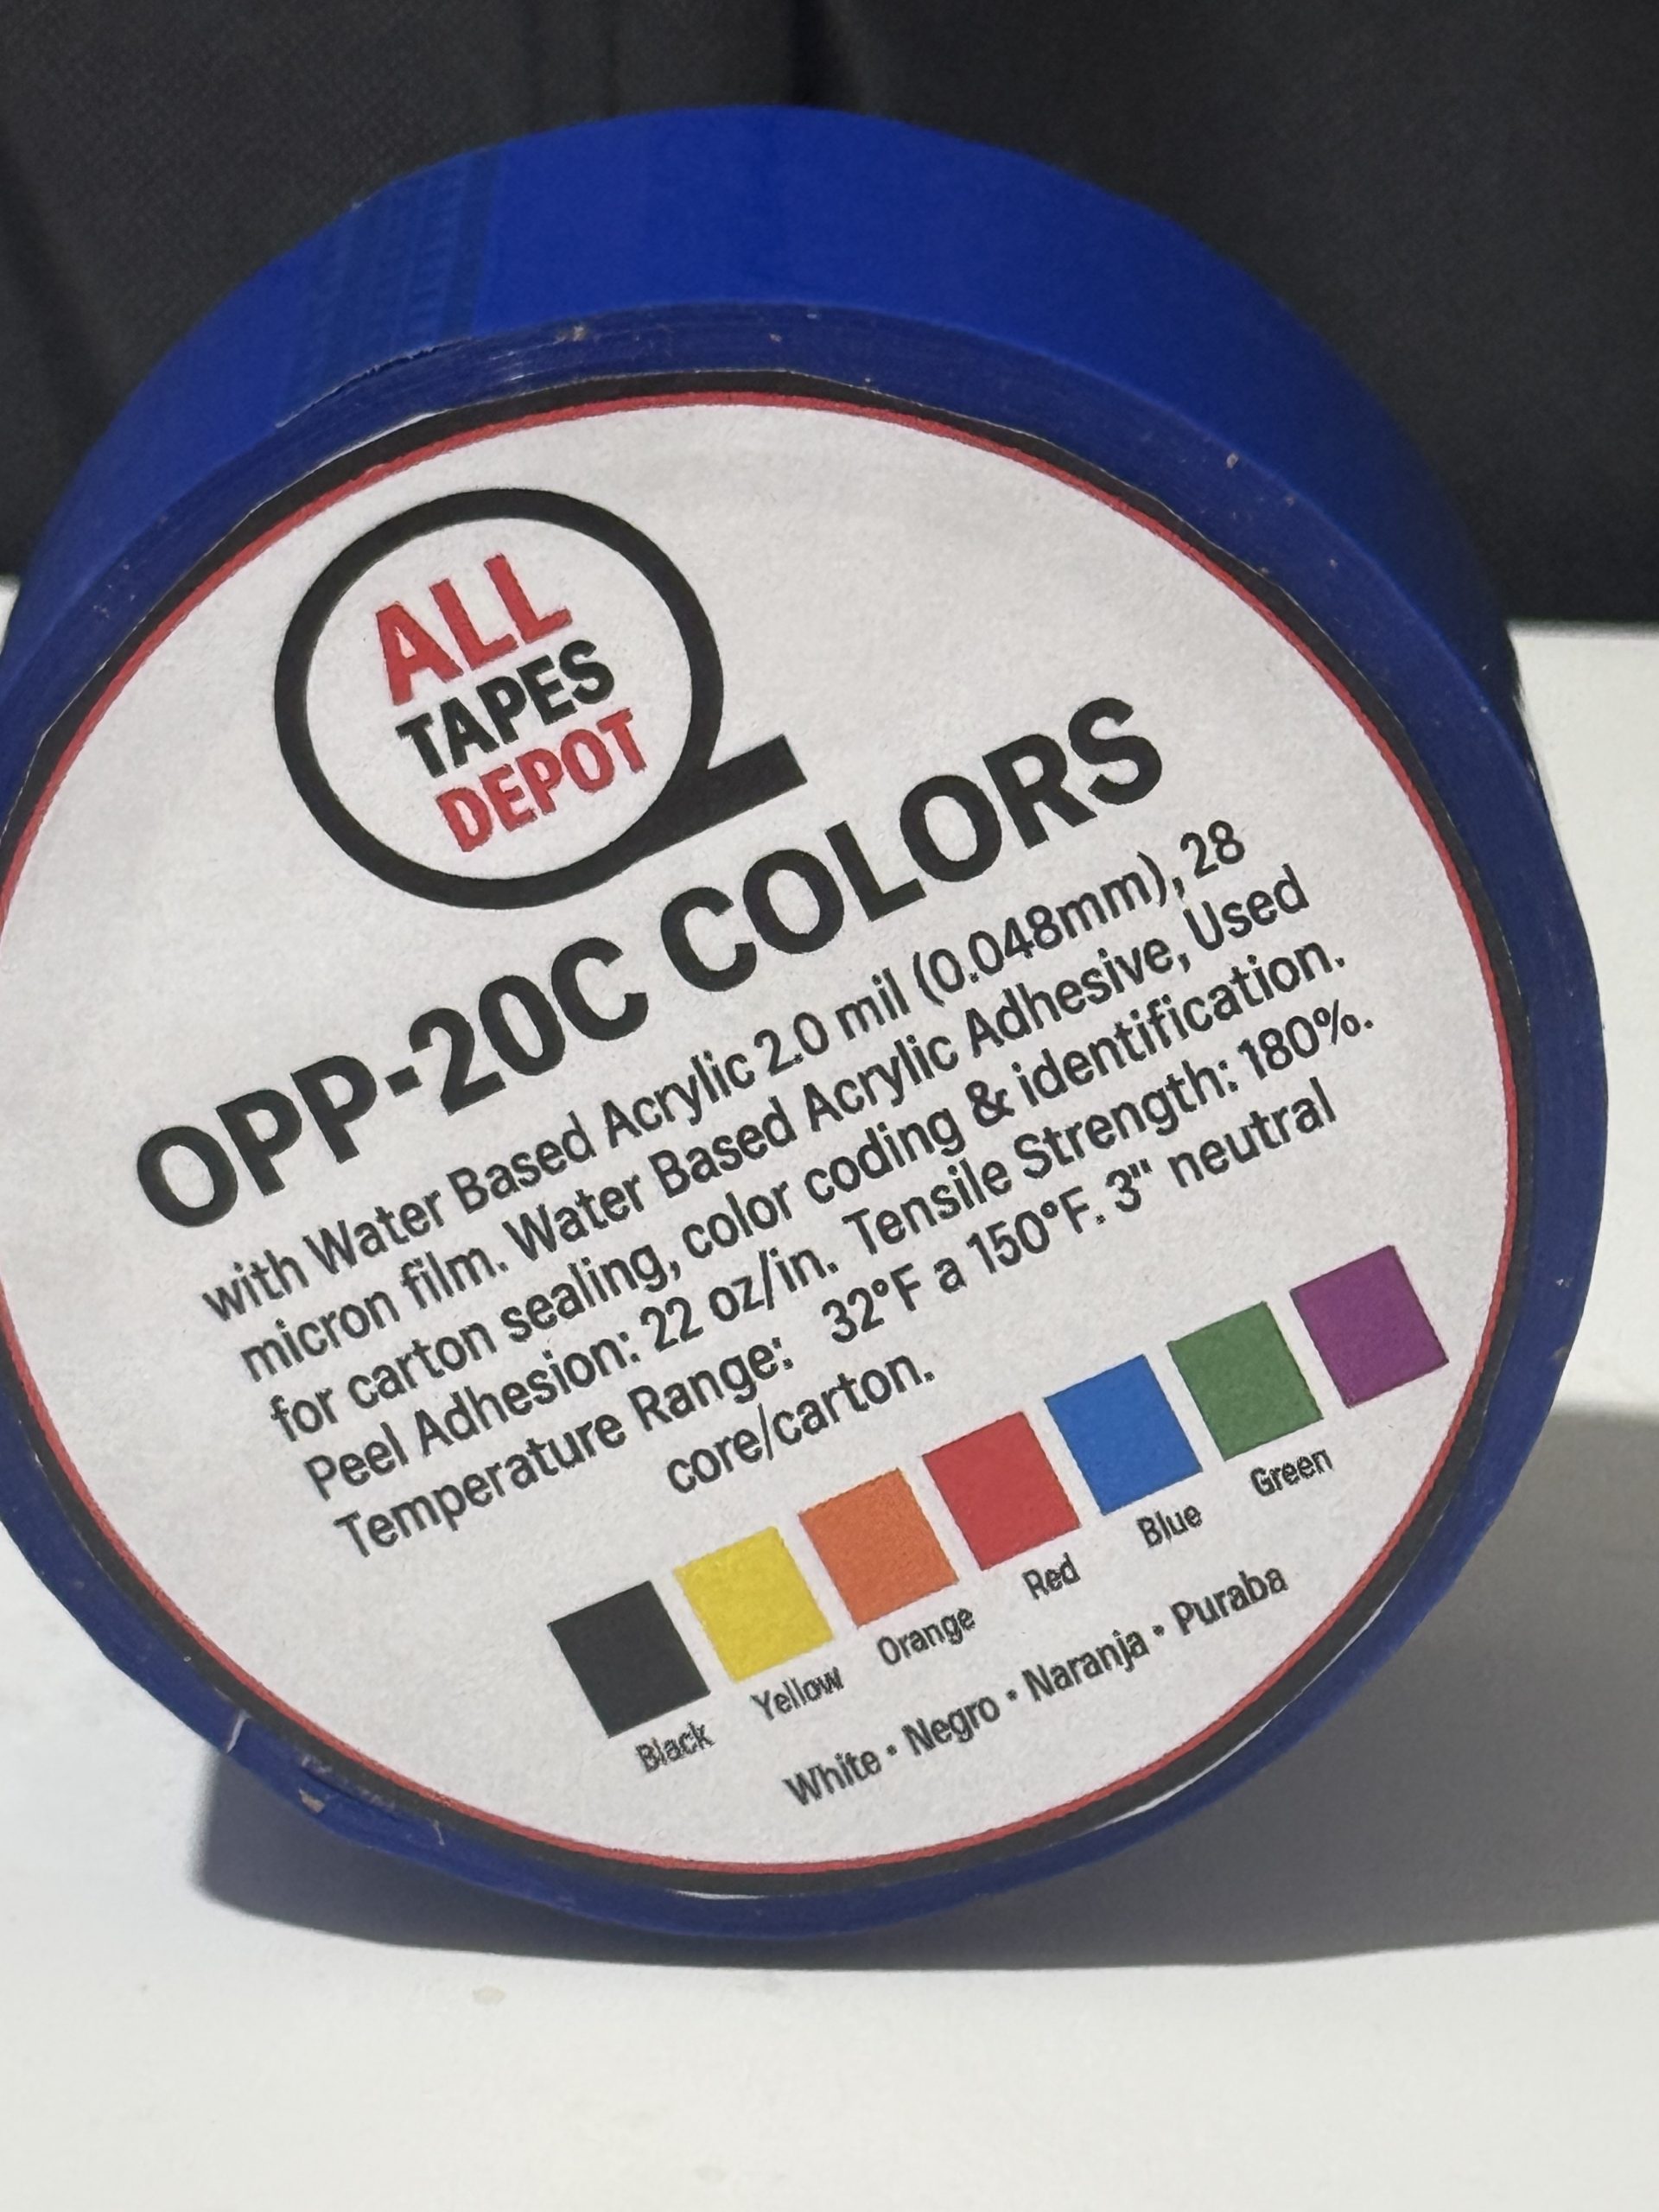 ALL
TAPES
DEPOT
OPP-20C COLORS
with Water Based Acrylic 2.0 mil (0.048mm), 28
micron film. Water Based Acrylic Adhesive, Used
for carton sealing, color coding & identification.
Peel Adhesion: 22 oz/in. Tensile Strength: 180%.
Temperature Range: 32°F a 150°F. 3" neutral
core/carton.
Black Yellow Orange Red Blue Green
White • Negro • Naranja • Puraba